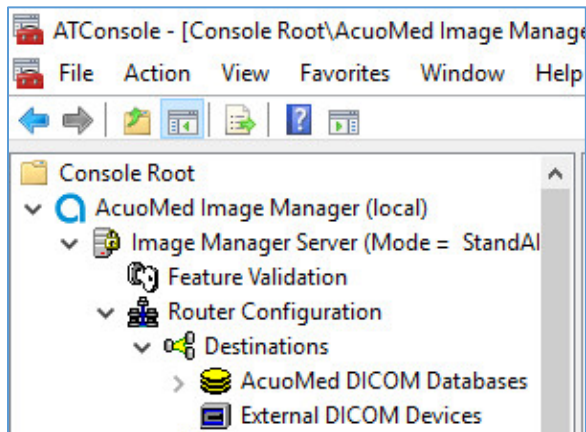 ATConsole - [Console Root\AcuoMed Image Manage
File Action View Favorites Window Help
Console Root
AcuoMed Image Manager (local)
Image Manager Server (Mode = StandAl
Feature Validation
Router Configuration
Destinations
AcuoMed DICOM Databases
External DICOM Devices